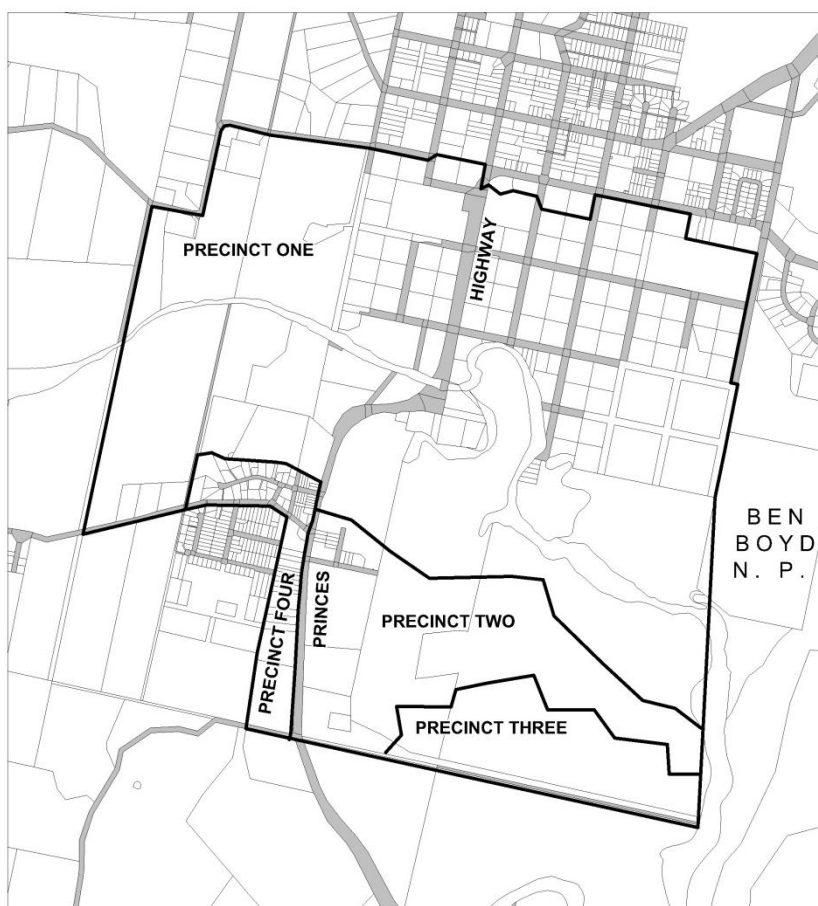 PRECINCT ONE
HIGHWAY
BEN
BOYD
N. P.
PRECINCT FOUR
PRINCES
PRECINCT TWO
PRECINCT THREE